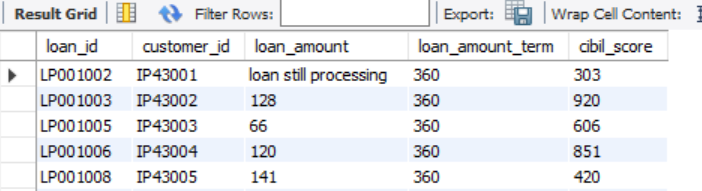 Result Grid Filter Rows: Export: Wrap Cell Content:
loan_id customer_id loan_amount loan_amount_term cibil_score
LP001002 IP43001 loan still processing 360 303
LP001003 IP43002 128 360 920
LP001005 IP43003 66 360 606
LP001006 IP43004 120 360 851
LP001008 IP43005 141 360 420